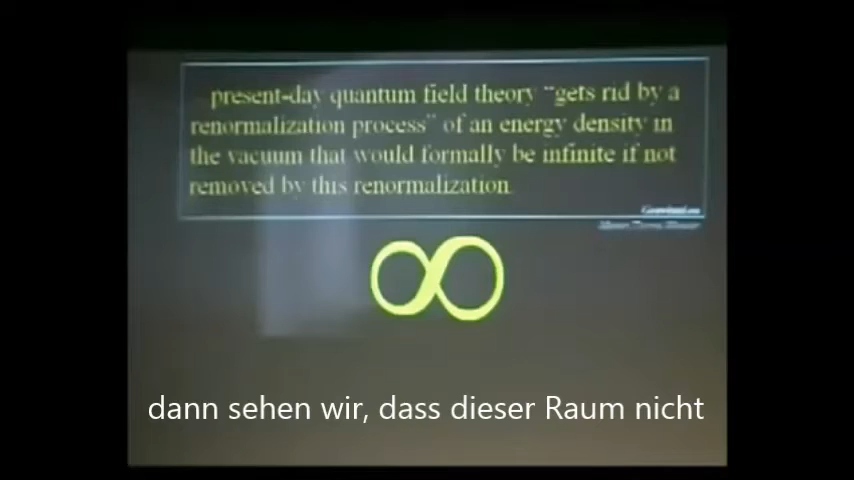 present-day quantum field theory "gets rid by a
renormalization process" of an energy density in
the vacuum that would formally be infinite if not
removed by this renormalization.
Gravitation
∞
dann sehen wir, dass dieser Raum nicht